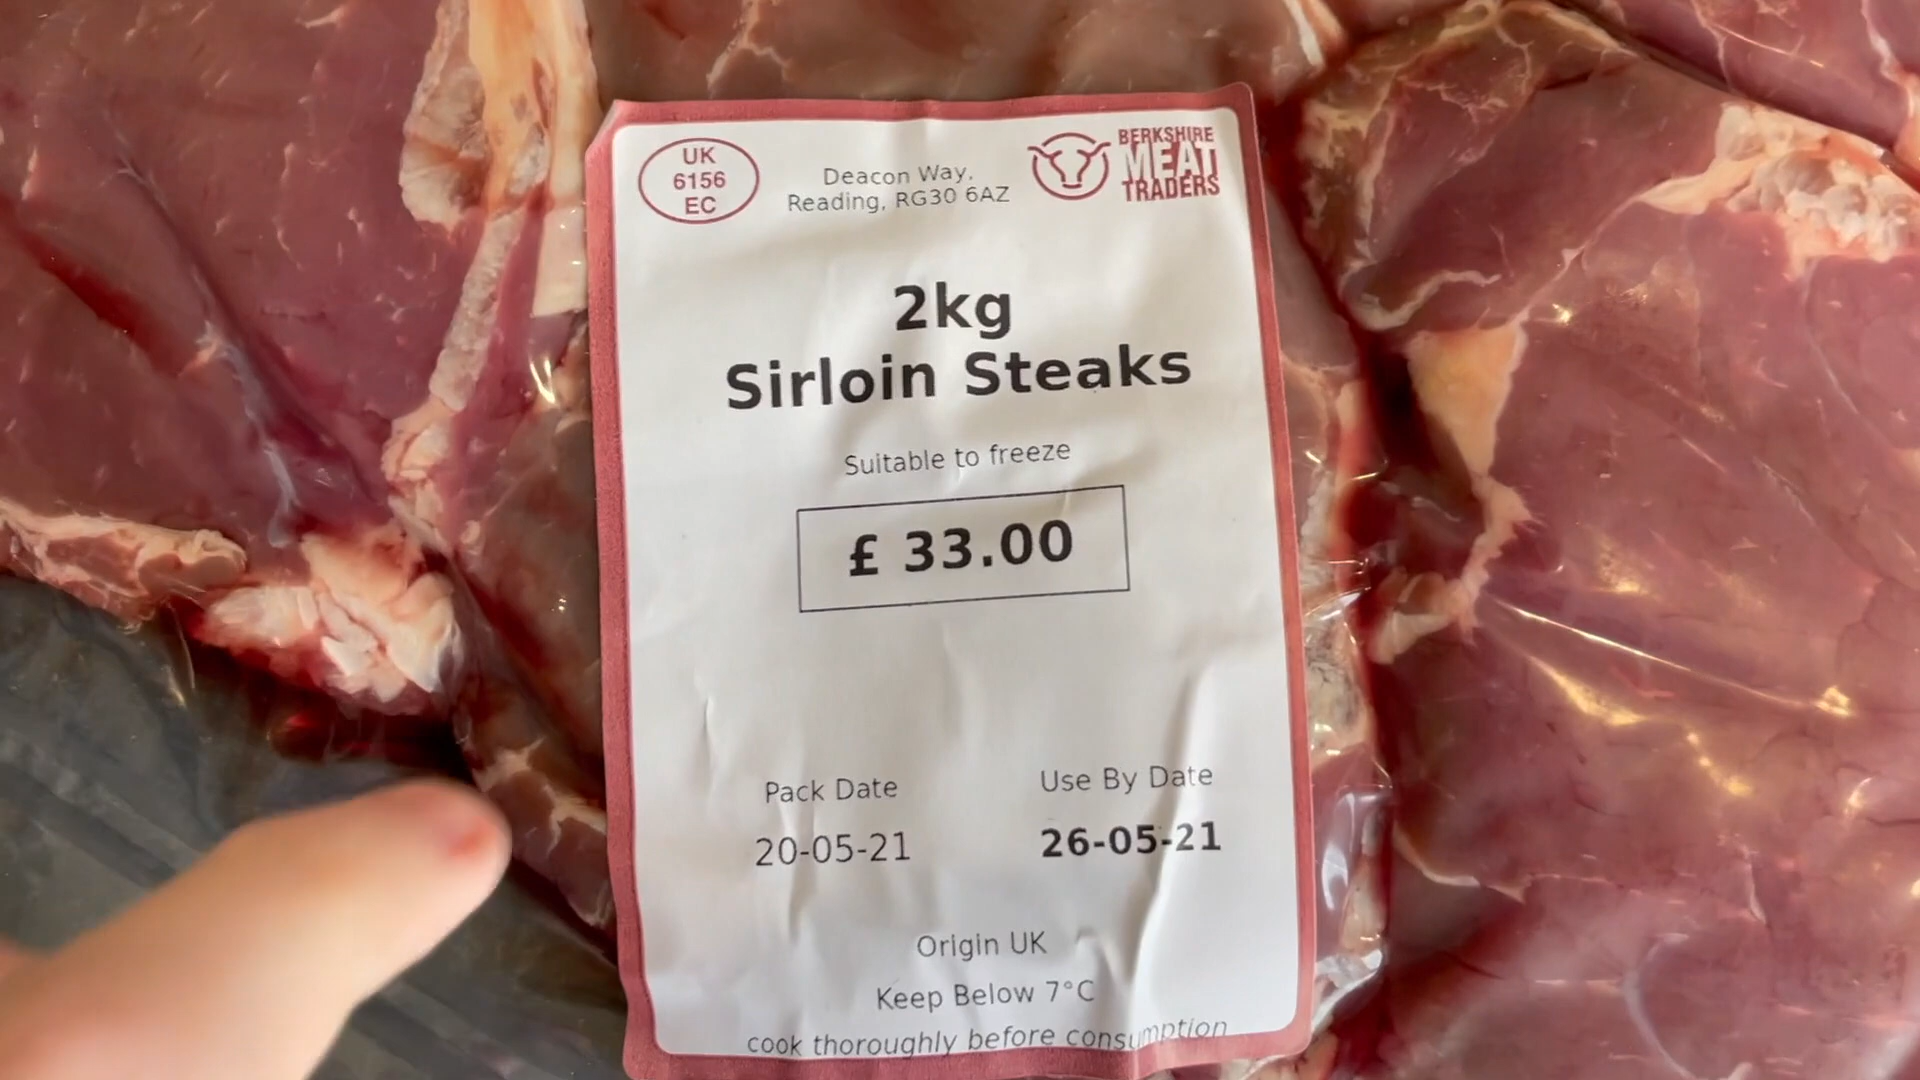 UK
6156
EC
Deacon Way,
Reading, RG30 6AZ
BERKSHIRE
MEAT
TRADERS
2kg
Sirloin Steaks
Suitable to freeze
£ 33.00
Pack Date
20-05-21
Use By Date
26-05-21
Origin UK
Keep Below 7°C
cook thoroughly before consumption